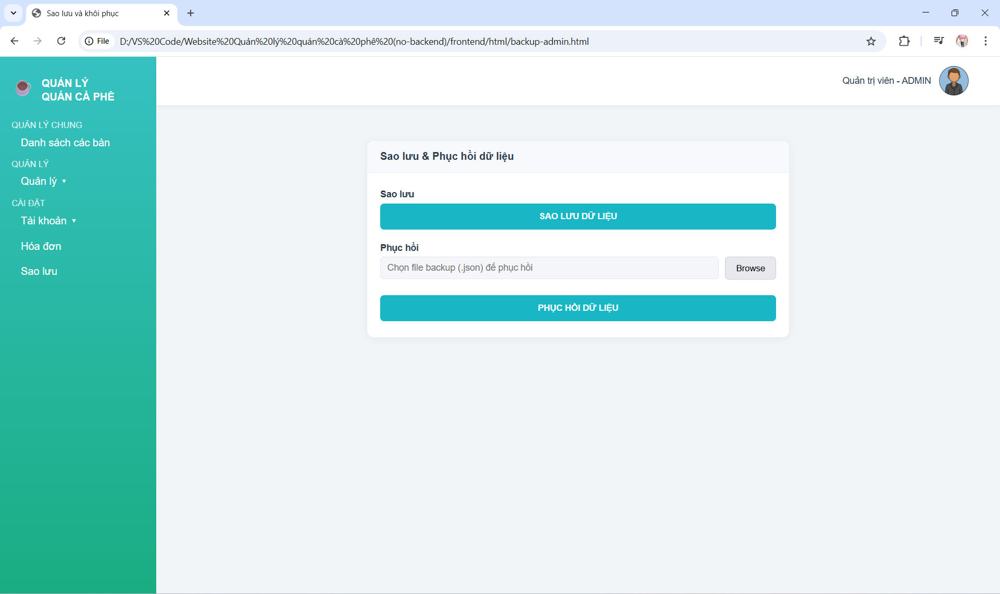 Sao lưu và khôi phục
File
D:/VS%20Code/Website%20Quản%20lý%20quán%20cà%20phê%20(no-backend)/frontend/html/backup-admin.html
QUẢN LÝ
QUÁN CÀ PHÊ
Quản trị viên - ADMIN
QUẢN LÝ CHUNG
Danh sách các bàn
QUẢN LÝ
Quản lý ▼
CÀI ĐẶT
Tài khoản ▼
Hóa đơn
Sao lưu
Sao lưu & Phục hồi dữ liệu
Sao lưu
SAO LƯU DỮ LIỆU
Phục hồi
Chọn file backup (.json) để phục hồi
Browse
PHỤC HỒI DỮ LIỆU